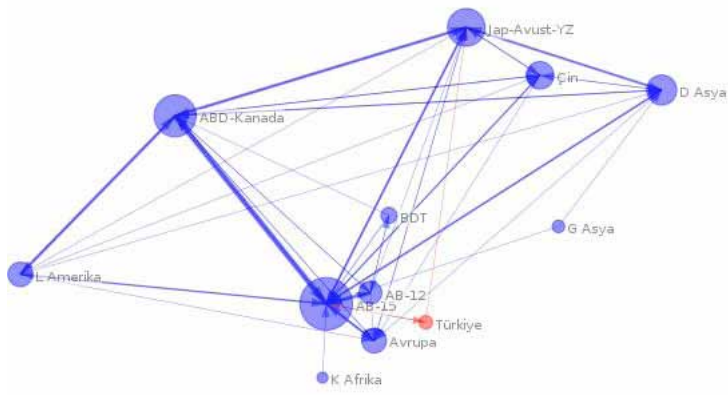 Jap-Avust-YZ
Çin
D Asya
ABD-Kanada
BDT
G Asya
L Amerika
AB-12
AB-15
Türkiye
Avrupa
K Afrika